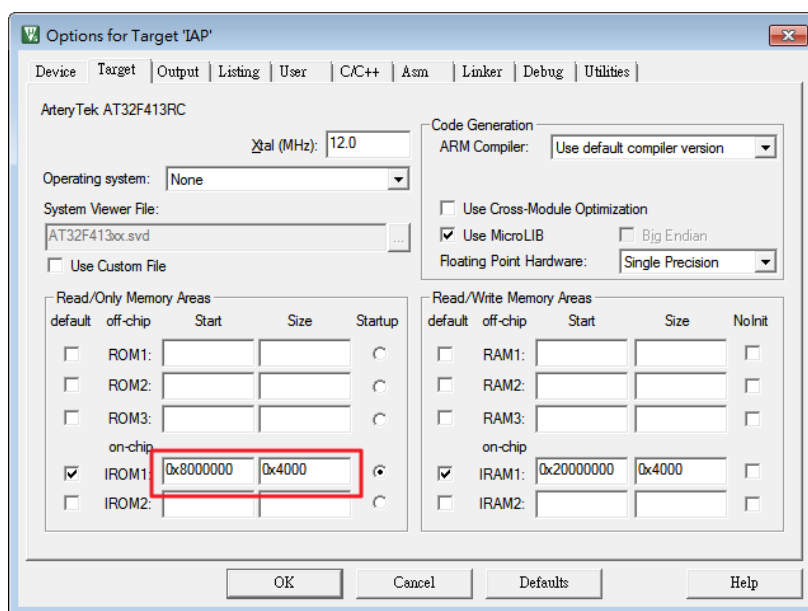 Options for Target 'IAP'
Device Target Output Listing User C/C++ Asm Linker Debug Utilities
ArteryTek AT32F413RC
Xtal (MHz): 12.0
Operating system: None
System Viewer File:
AT32F413xx.svd ...
Use Custom File
Code Generation
ARM Compiler: Use default compiler version
Use Cross-Module Optimization
Use MicroLIB Big Endian
Floating Point Hardware: Single Precision
Read/Only Memory Areas
default off-chip Start Size Startup
ROM1:
ROM2:
ROM3:
on-chip
IROM1: 0x8000000 0x4000
IROM2:
Read/Write Memory Areas
default off-chip Start Size NoInit
RAM1:
RAM2:
RAM3:
on-chip
IRAM1: 0x20000000 0x4000
IRAM2:
OK Cancel Defaults Help